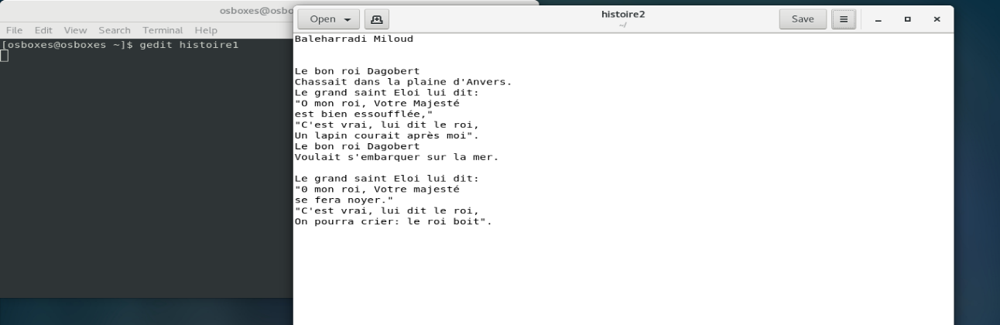 osboxes@osbo
File Edit View Search Terminal Help
[osboxes@osboxes ~]$ gedit histoire1
Open
histoire2
~/
Save
Baleharradi Miloud
Le bon roi Dagobert
Chassait dans la plaine d'Anvers.
Le grand saint Eloi lui dit:
"O mon roi, Votre Majesté
est bien essoufflée,"
"C'est vrai, lui dit le roi,
Un lapin courait après moi".
Le bon roi Dagobert
Voulait s'embarquer sur la mer.
Le grand saint Eloi lui dit:
"0 mon roi, Votre majesté
se fera noyer."
"C'est vrai, lui dit le roi,
On pourra crier: le roi boit".